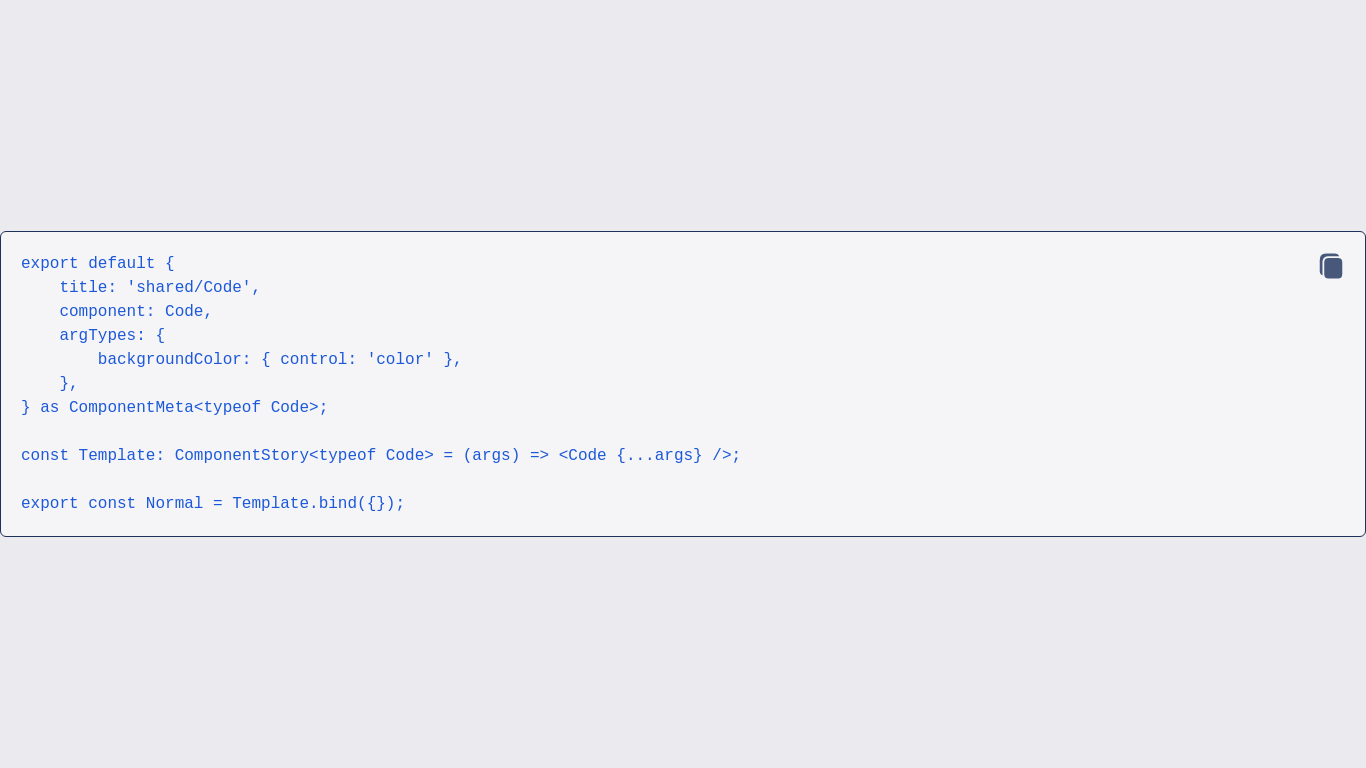 export default {
    title: 'shared/Code',
    component: Code,
    argTypes: {
        backgroundColor: { control: 'color' },
    },
} as ComponentMeta<typeof Code>;

const Template: ComponentStory<typeof Code> = (args) => <Code {...args} />;

export const Normal = Template.bind({});